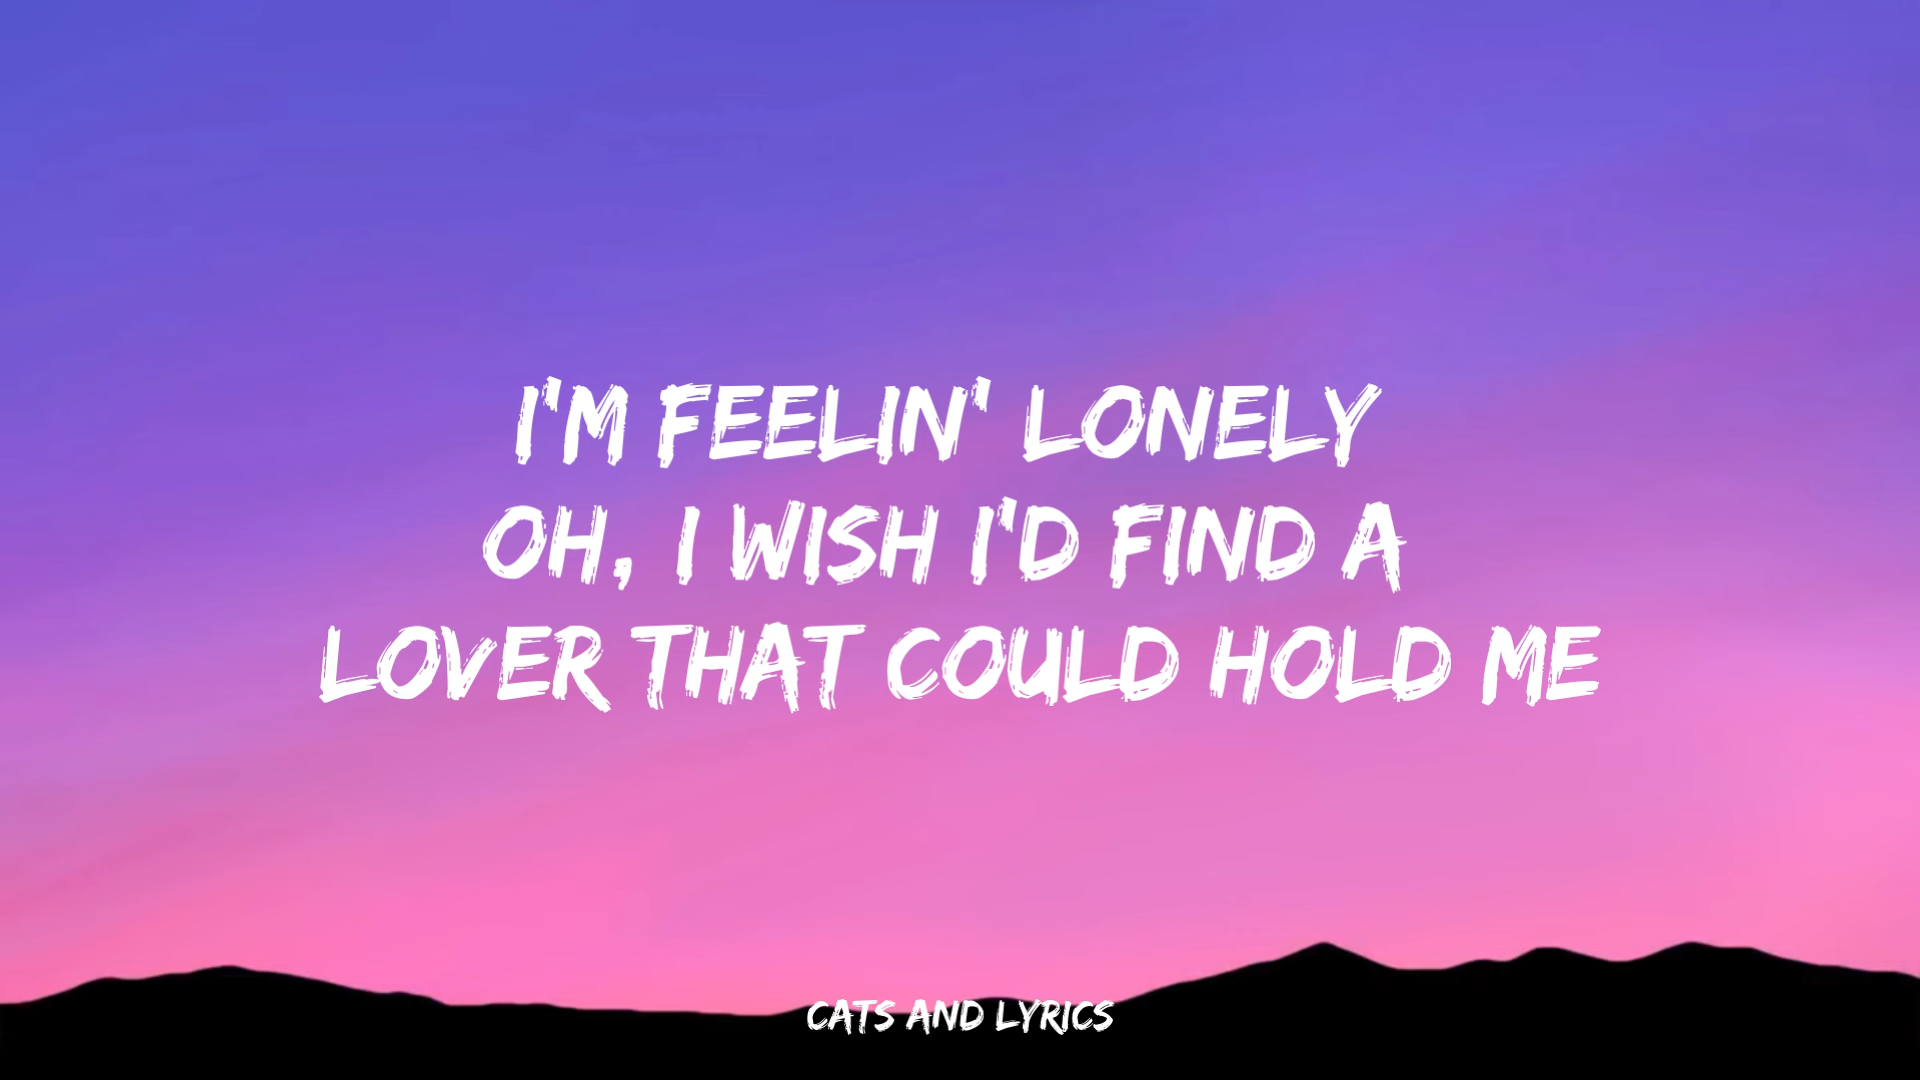 I'M FEELIN' LONELY
OH, I WISH I'D FIND A
LOVER THAT COULD HOLD ME
CATS AND LYRICS